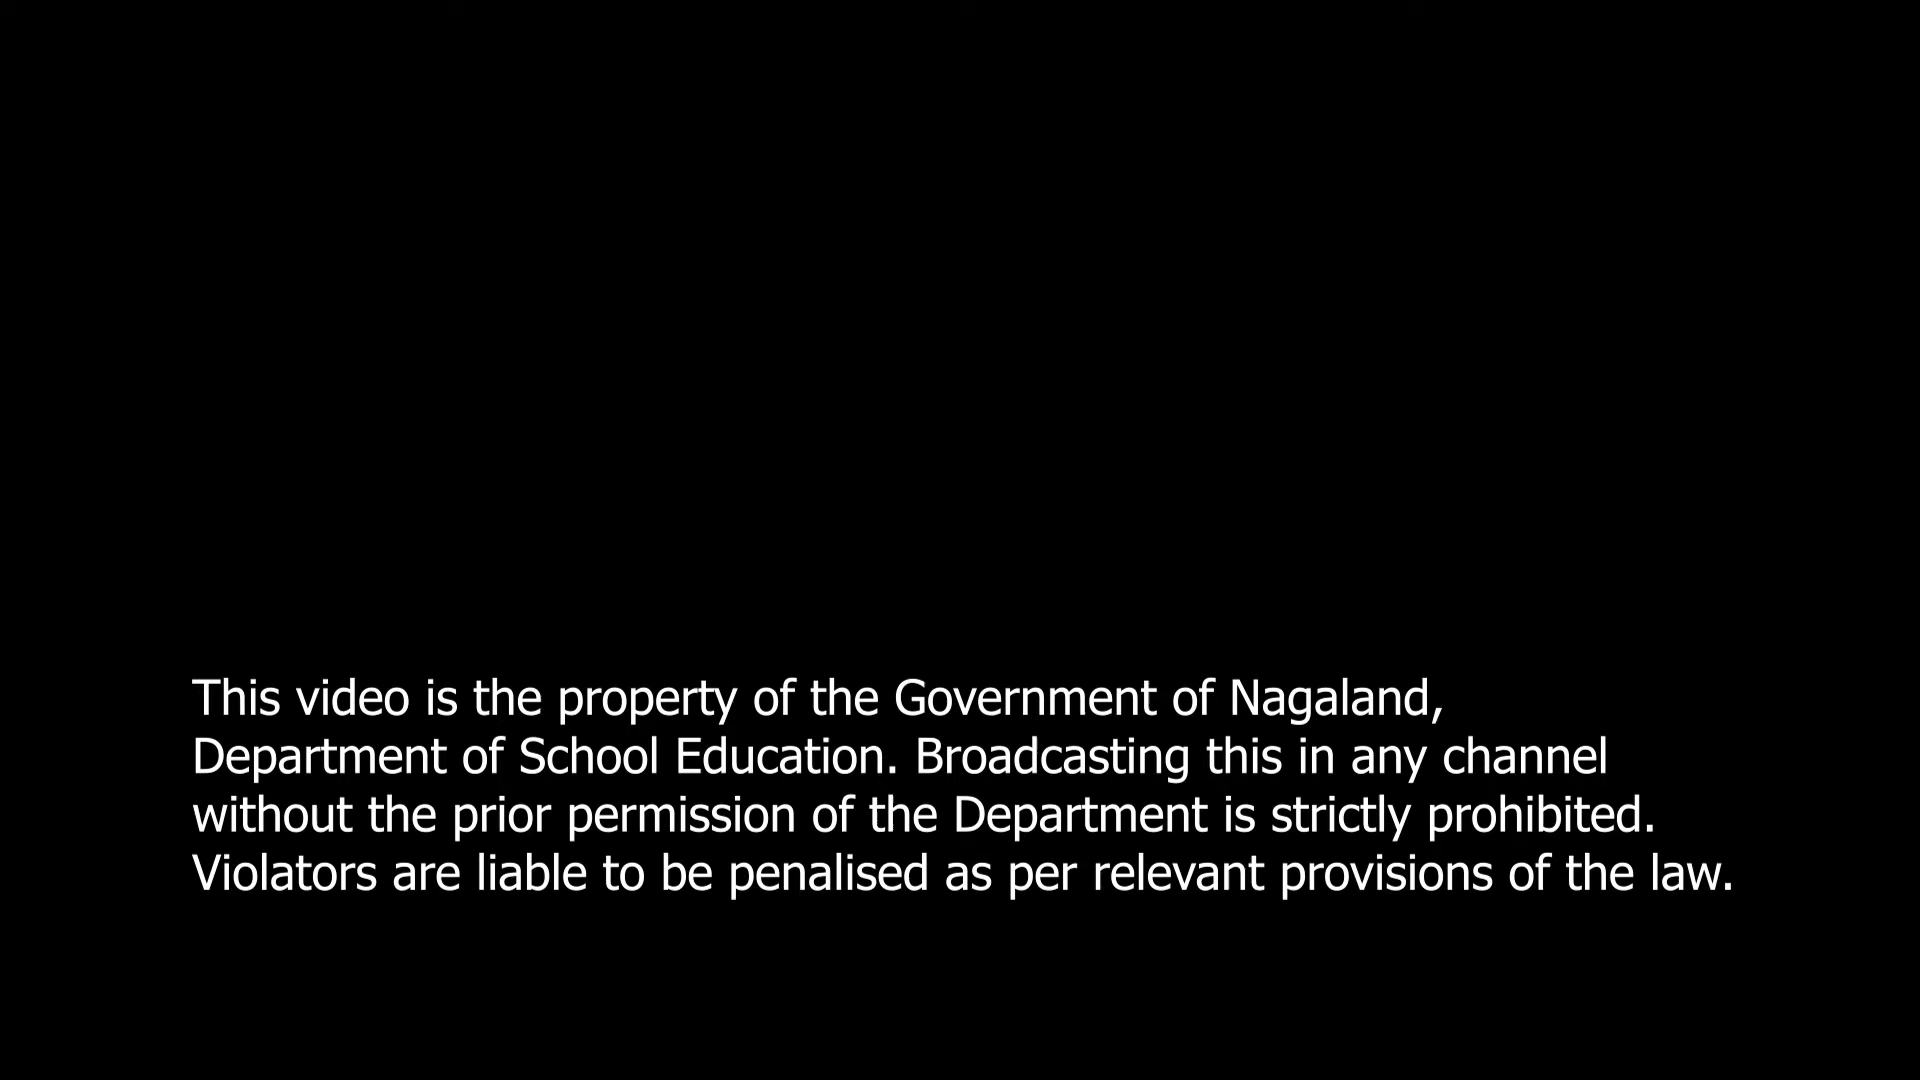 This video is the property of the Government of Nagaland,
Department of School Education. Broadcasting this in any channel
without the prior permission of the Department is strictly prohibited.
Violators are liable to be penalised as per relevant provisions of the law.